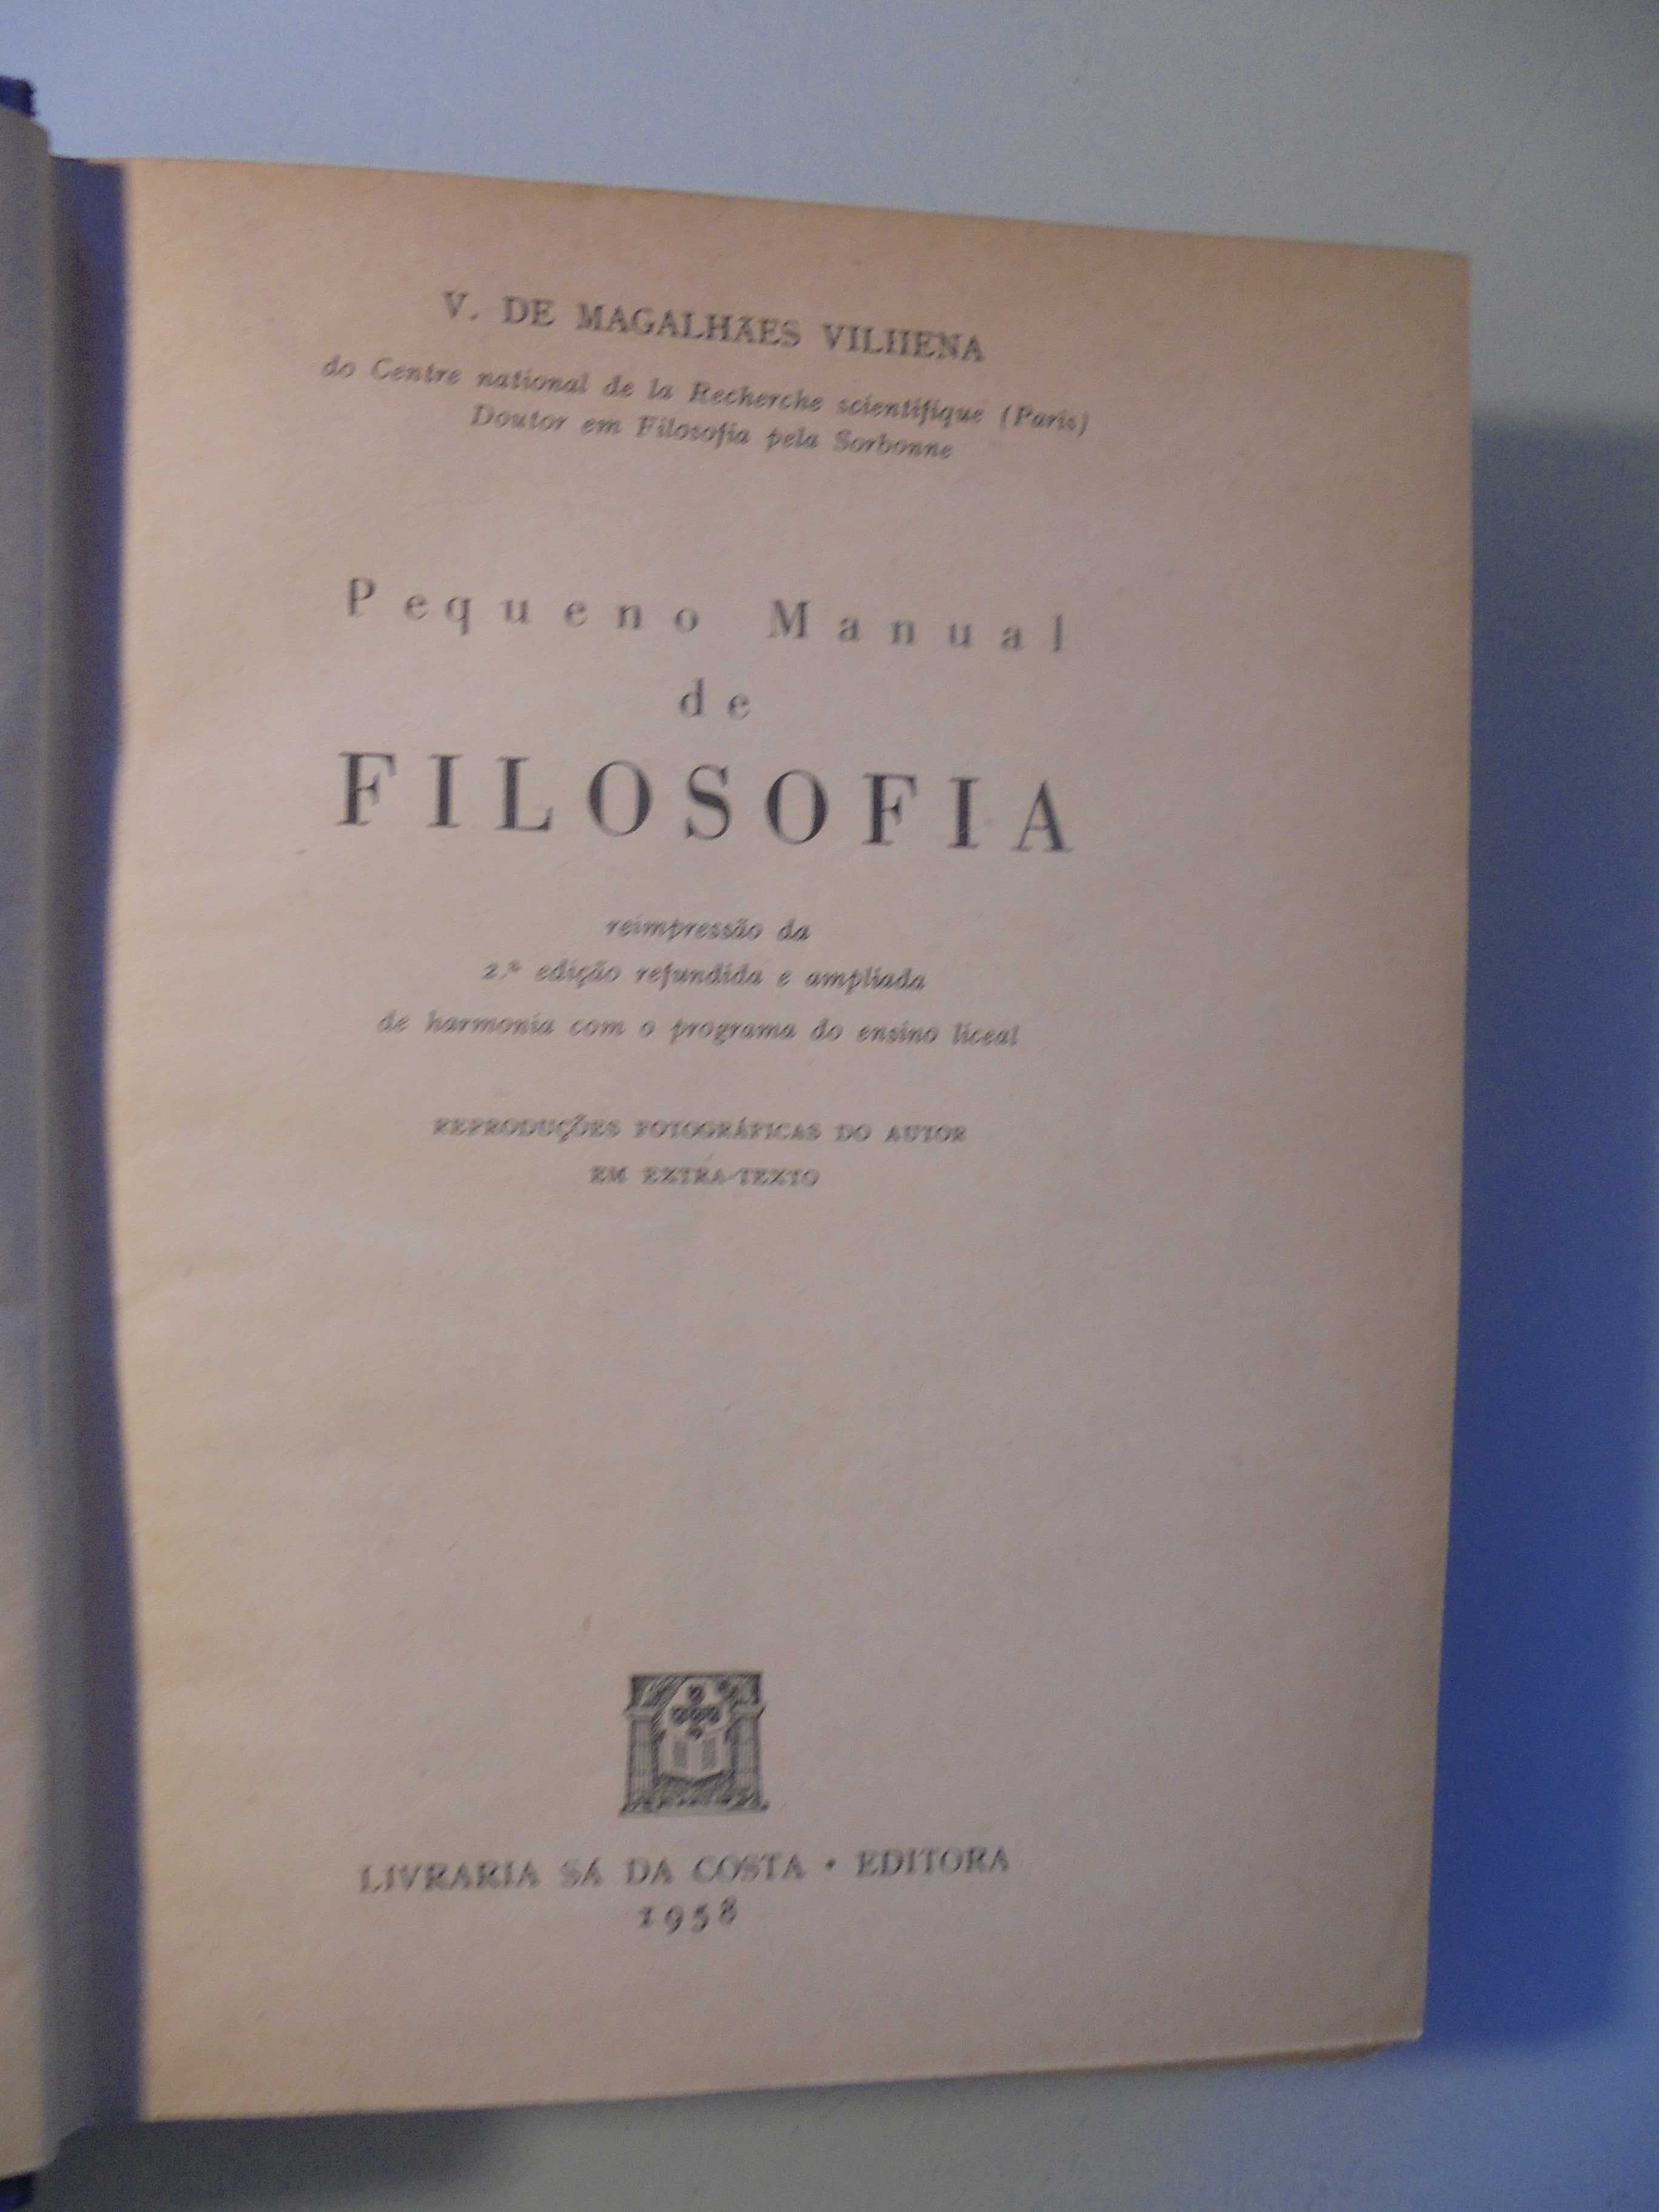 V. DE MAGALHÃES VILHENA
do Centre national de la Recherche scientifique (Paris)
Doutor em Filosofia pela Sorbonne
Pequeno Manual
de
FILOSOFIA
reimpressão da
2.ª edição refundida e ampliada
de harmonia com o programa do ensino liceal
REPRODUÇÕES FOTOGRÁFICAS DO AUTOR
EM EXTRA-TEXTO
LIVRARIA SÁ DA COSTA • EDITORA
1958